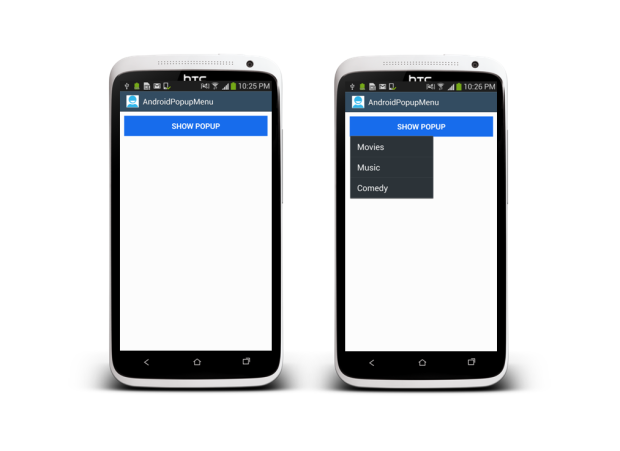 hTC
10:25 PM
AndroidPopupMenu
SHOW POPUP
hTC
10:26 PM
AndroidPopupMenu
SHOW POPUP
Movies
Music
Comedy